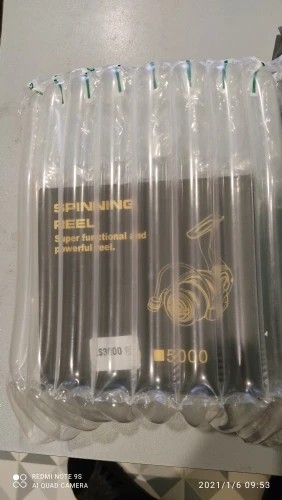 SPINNING
REEL
Super functional and
powerful reel.
5000
REDMI NOTE 9S
AI QUAD CAMERA
2021/1/6 09:53